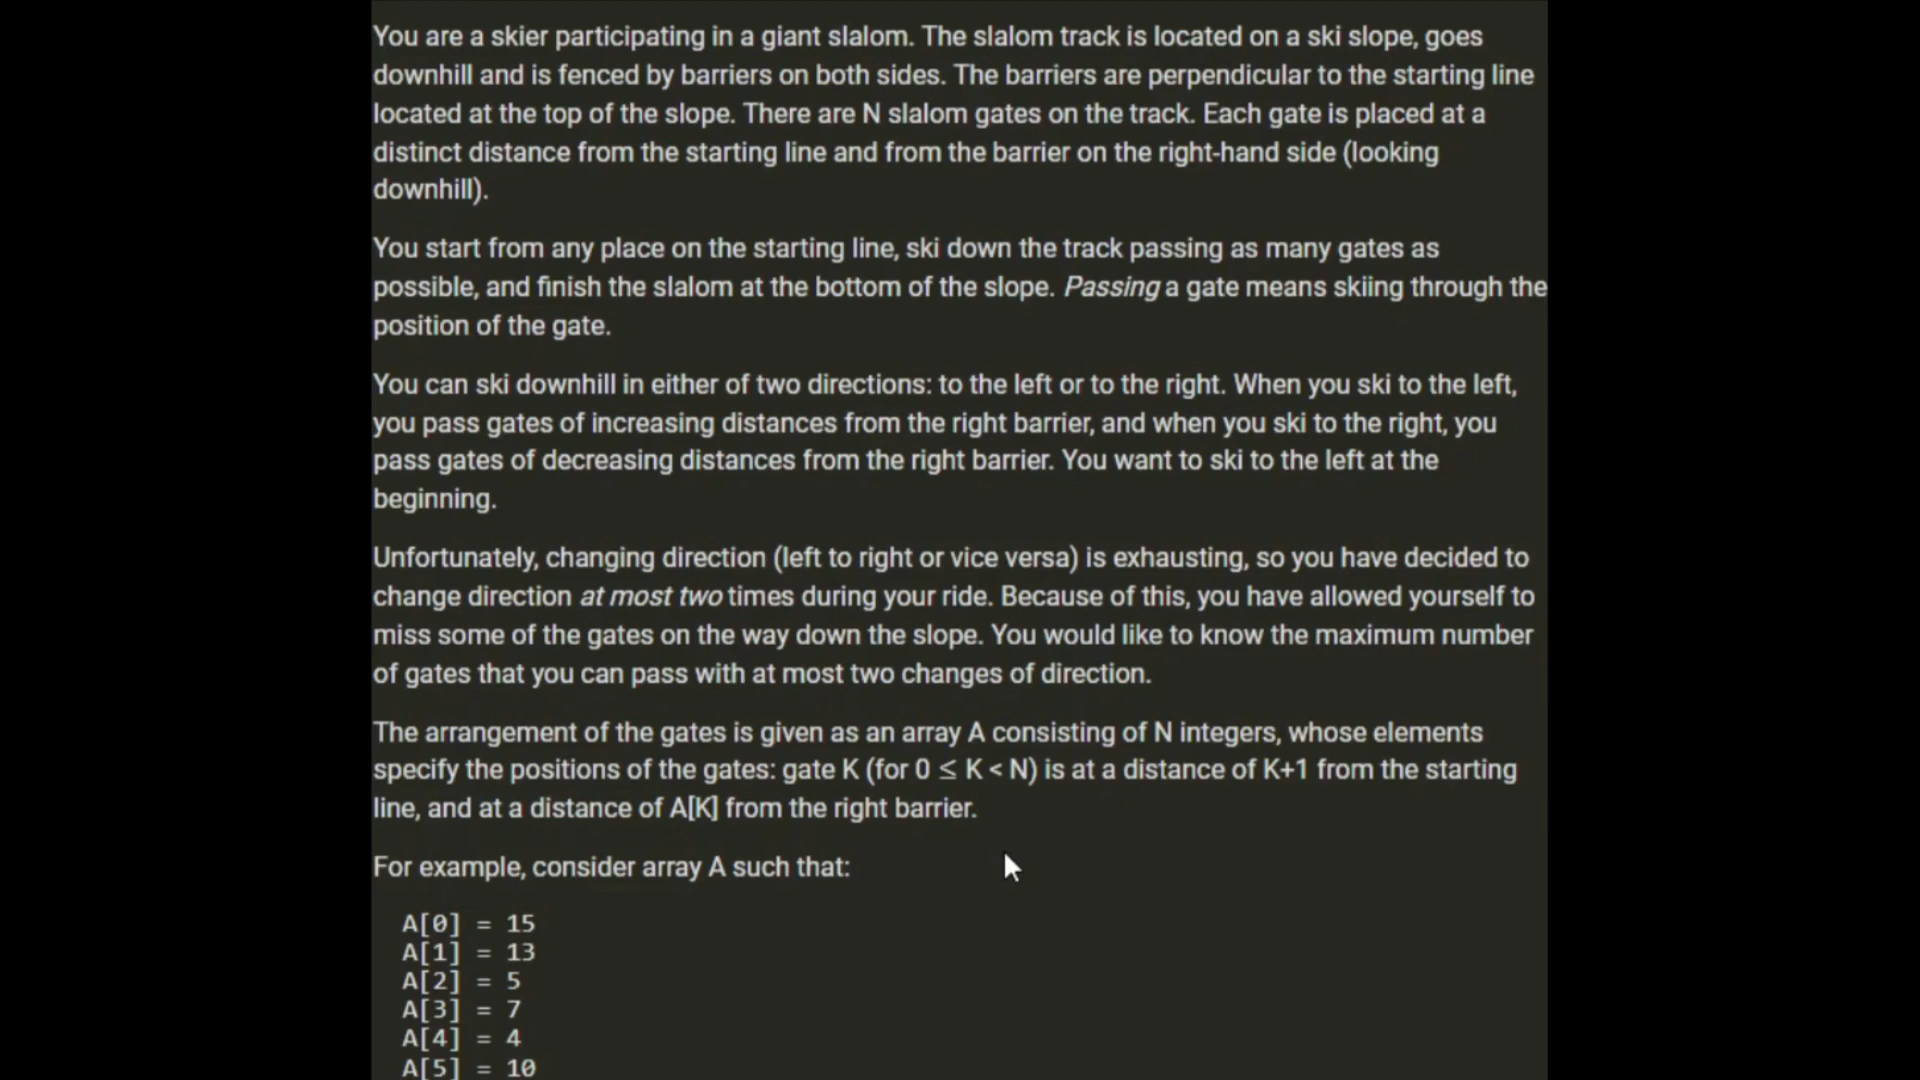 You are a skier participating in a giant slalom. The slalom track is located on a ski slope, goes
downhill and is fenced by barriers on both sides. The barriers are perpendicular to the starting line
located at the top of the slope. There are N slalom gates on the track. Each gate is placed at a
distinct distance from the starting line and from the barrier on the right-hand side (looking
downhill).
You start from any place on the starting line, ski down the track passing as many gates as
possible, and finish the slalom at the bottom of the slope. Passing a gate means skiing through the
position of the gate.
You can ski downhill in either of two directions: to the left or to the right. When you ski to the left,
you pass gates of increasing distances from the right barrier, and when you ski to the right, you
pass gates of decreasing distances from the right barrier. You want to ski to the left at the
beginning.
Unfortunately, changing direction (left to right or vice versa) is exhausting, so you have decided to
change direction at most two times during your ride. Because of this, you have allowed yourself to
miss some of the gates on the way down the slope. You would like to know the maximum number
of gates that you can pass with at most two changes of direction.
The arrangement of the gates is given as an array A consisting of N integers, whose elements
specify the positions of the gates: gate K (for 0 ≤ K < N) is at a distance of K+1 from the starting
line, and at a distance of A[K] from the right barrier.
For example, consider array A such that:
A[0] = 15
A[1] = 13
A[2] = 5
A[3] = 7
A[4] = 4
A[5] = 10